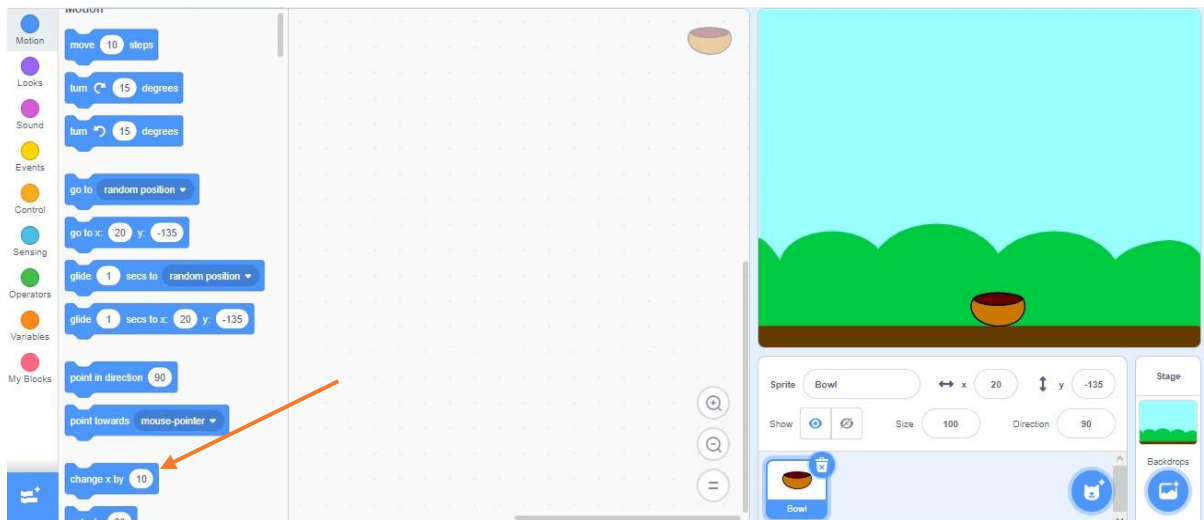 Motion
Looks
Sound
Events
Control
Sensing
Operators
Variables
My Blocks
Motion
move 10 steps
turn 15 degrees
turn 15 degrees
go to random position
go to x: 20 y: -135
glide 1 secs to random position
glide 1 secs to x: 20 y: -135
point in direction 90
point towards mouse-pointer
change x by 10
Sprite Bowl x 20 y -135
Show Size 100 Direction 90
Bowl
Stage
Backdrops